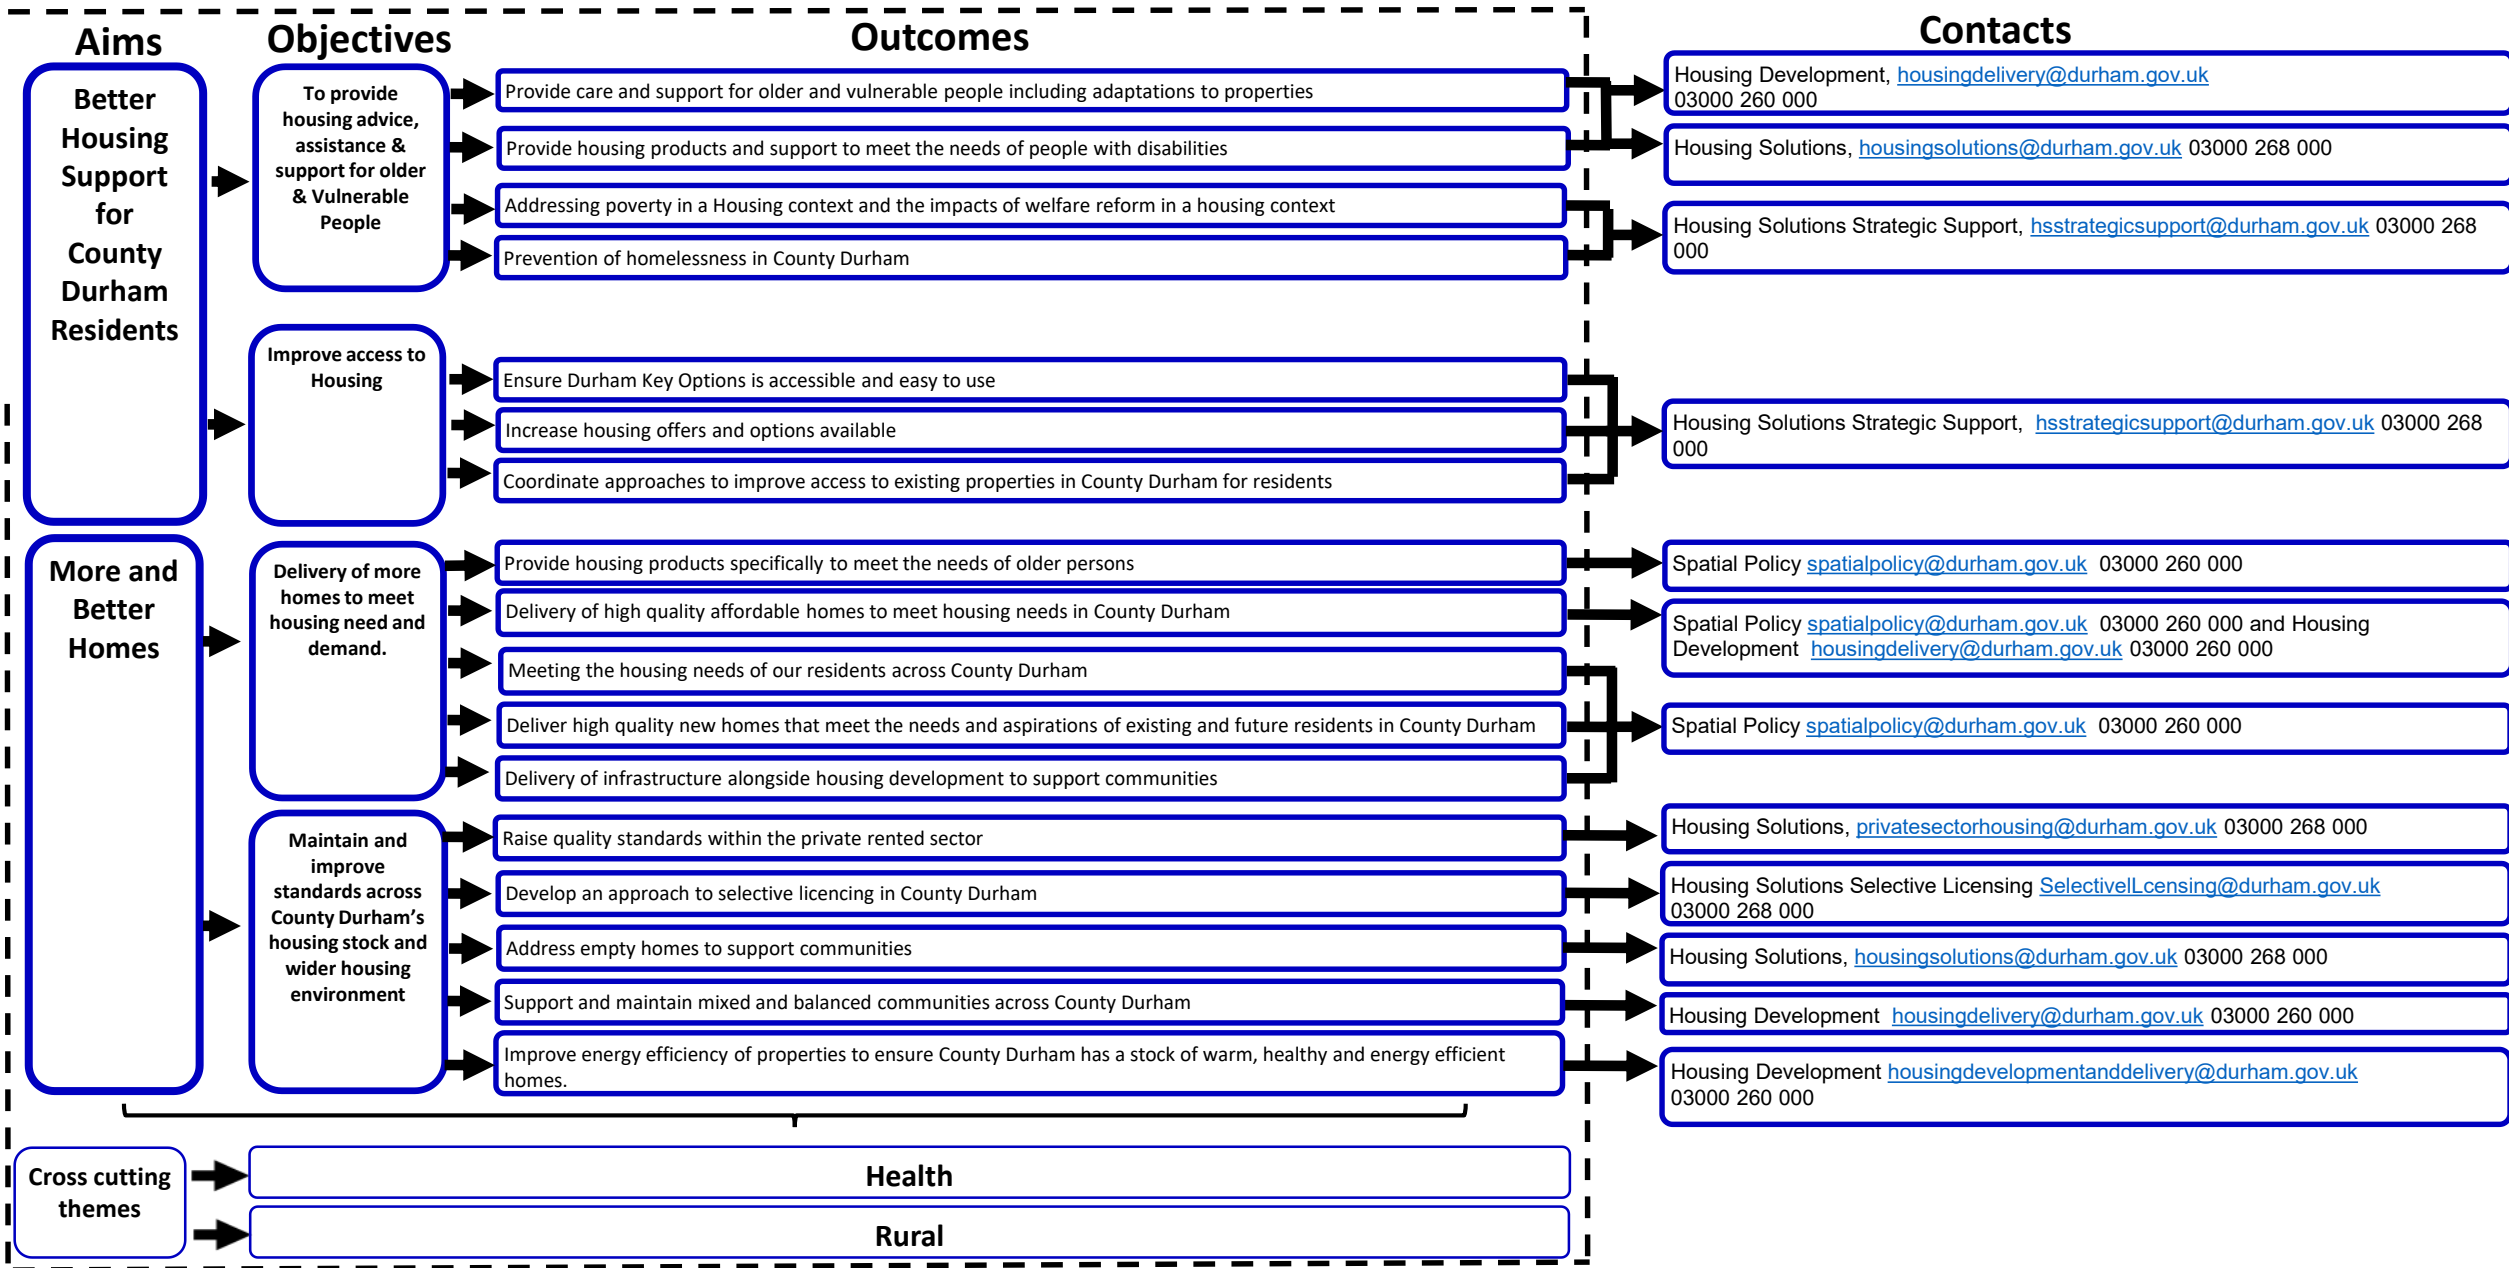 Aims
Objectives
Outcomes
Contacts
Better
Housing
Support
for
County
Durham
Residents
To provide
housing advice,
assistance &
support for older
& Vulnerable
People
Provide care and support for older and vulnerable people including adaptations to properties
Provide housing products and support to meet the needs of people with disabilities
Addressing poverty in a Housing context and the impacts of welfare reform in a housing context
Prevention of homelessness in County Durham
Housing Development, housingdelivery@durham.gov.uk
03000 260 000
Housing Solutions, housingsolutions@durham.gov.uk 03000 268 000
Housing Solutions Strategic Support, hsstrategicsupport@durham.gov.uk 03000 268
000
Improve access to
Housing
Ensure Durham Key Options is accessible and easy to use
Increase housing offers and options available
Coordinate approaches to improve access to existing properties in County Durham for residents
Housing Solutions Strategic Support, hsstrategicsupport@durham.gov.uk 03000 268
000
More and
Better
Homes
Delivery of more
homes to meet
housing need and
demand.
Provide housing products specifically to meet the needs of older persons
Delivery of high quality affordable homes to meet housing needs in County Durham
Meeting the housing needs of our residents across County Durham
Deliver high quality new homes that meet the needs and aspirations of existing and future residents in County Durham
Delivery of infrastructure alongside housing development to support communities
Spatial Policy spatialpolicy@durham.gov.uk 03000 260 000
Spatial Policy spatialpolicy@durham.gov.uk 03000 260 000 and Housing
Development housingdelivery@durham.gov.uk 03000 260 000
Spatial Policy spatialpolicy@durham.gov.uk 03000 260 000
Maintain and
improve
standards across
County Durham's
housing stock and
wider housing
environment
Raise quality standards within the private rented sector
Develop an approach to selective licencing in County Durham
Address empty homes to support communities
Support and maintain mixed and balanced communities across County Durham
Improve energy efficiency of properties to ensure County Durham has a stock of warm, healthy and energy efficient
homes.
Housing Solutions, privatesectorhousing@durham.gov.uk 03000 268 000
Housing Solutions Selective Licensing SelectivelLcensing@durham.gov.uk
03000 268 000
Housing Solutions, housingsolutions@durham.gov.uk 03000 268 000
Housing Development housingdelivery@durham.gov.uk 03000 260 000
Housing Development housingdevelopmentanddelivery@durham.gov.uk
03000 260 000
Cross cutting
themes
Health
Rural